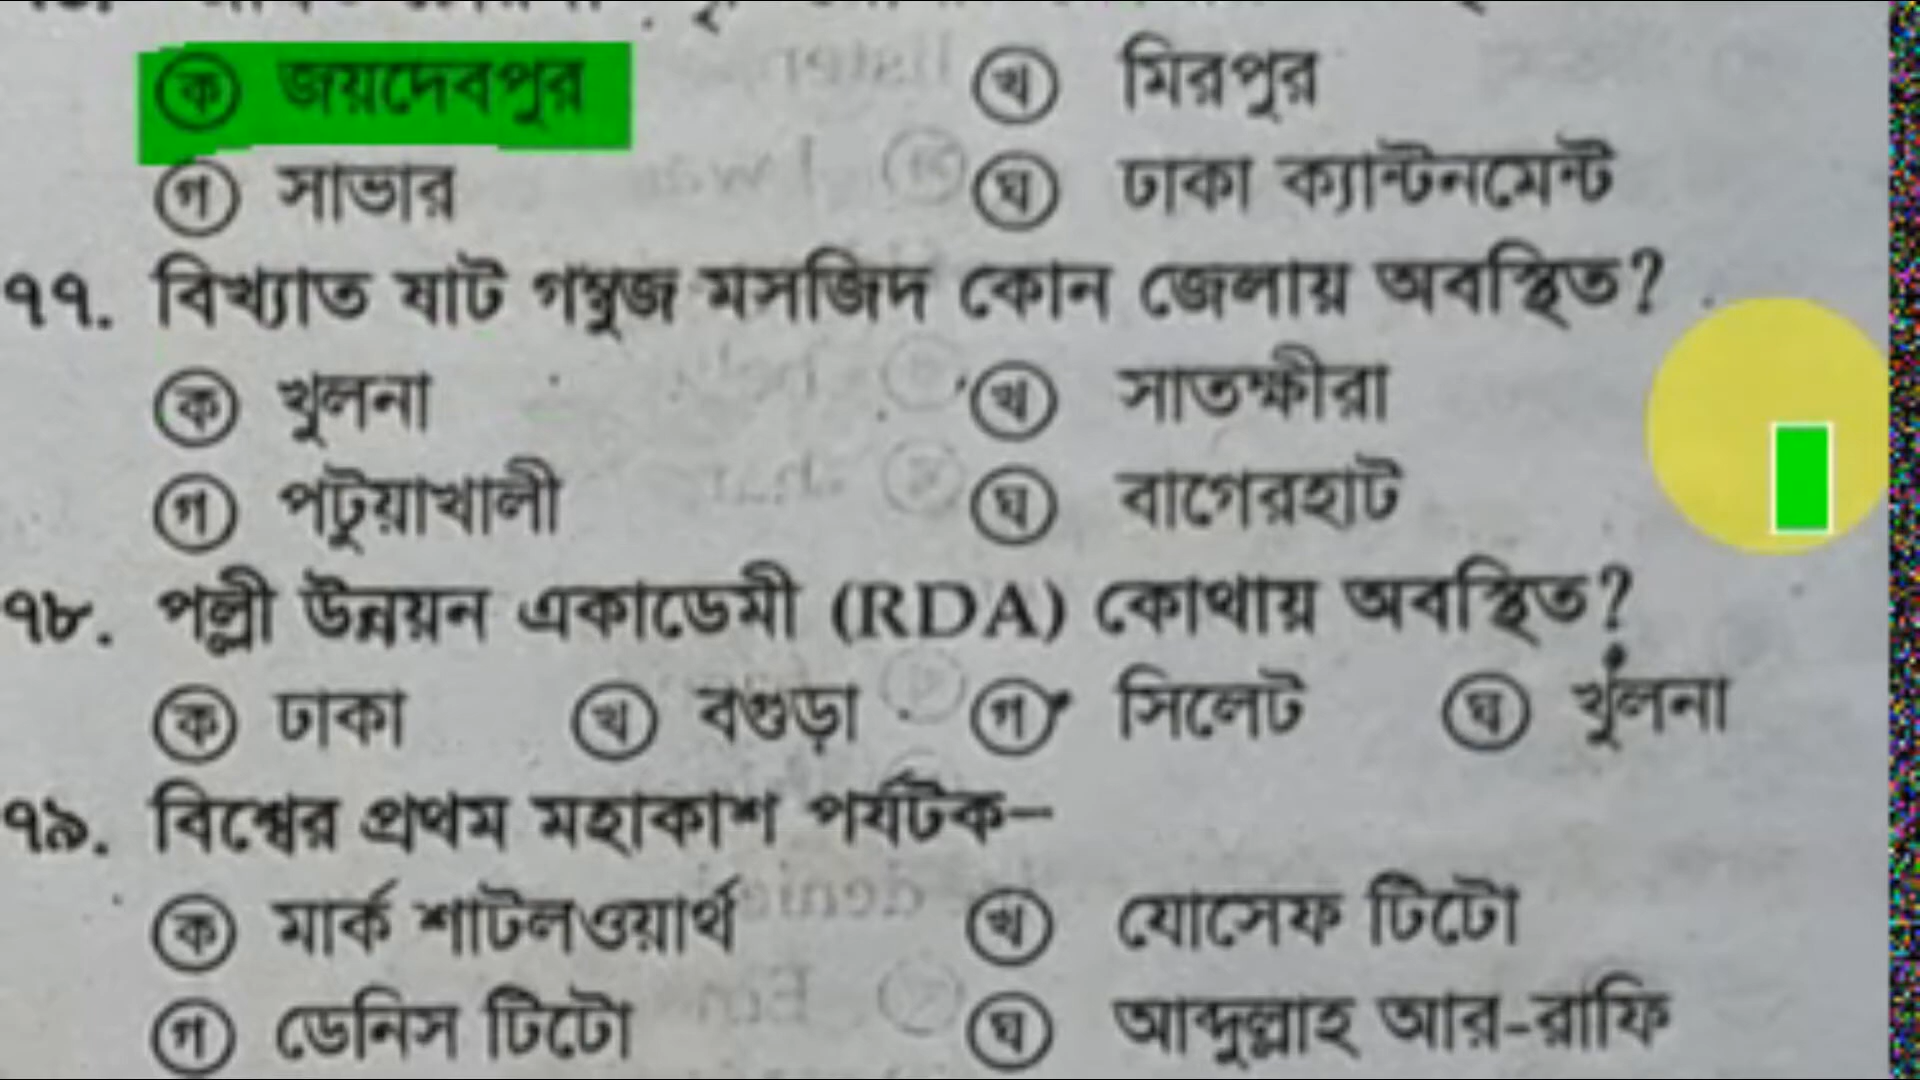 ক জয়দেবপুর খ মিরপুর
গ সাভার ঘ ঢাকা ক্যান্টনমেন্ট
৭৭. বিখ্যাত ষাট গম্বুজ মসজিদ কোন জেলায় অবস্থিত?
ক খুলনা খ সাতক্ষীরা
গ পটুয়াখালী ঘ বাগেরহাট
৭৮. পল্লী উন্নয়ন একাডেমী (RDA) কোথায় অবস্থিত?
ক ঢাকা খ বগুড়া গ সিলেট ঘ খুলনা
৭৯. বিশ্বের প্রথম মহাকাশ পর্যটক–
ক মার্ক শাটলওয়ার্থ খ যোসেফ টিটো
গ ডেনিস টিটো ঘ আব্দুল্লাহ আর-রাফি